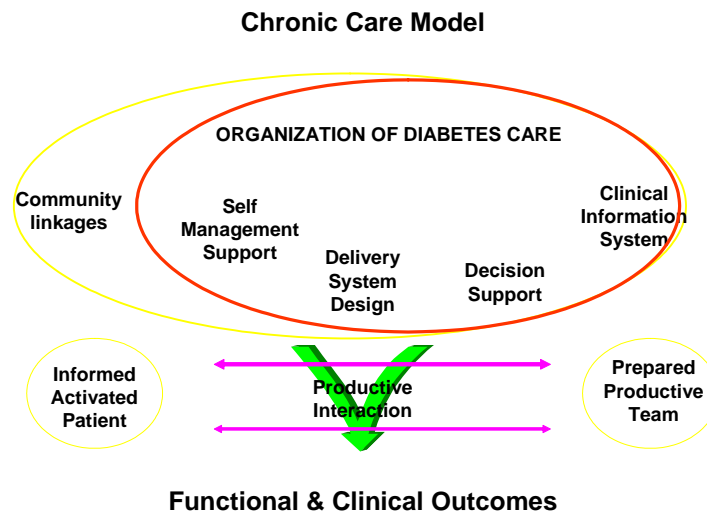 Chronic Care Model
ORGANIZATION OF DIABETES CARE
Community
linkages
Self
Management
Support
Delivery
System
Design
Decision
Support
Clinical
Information
System
Informed
Activated
Patient
Productive
Interaction
Prepared
Productive
Team
Functional & Clinical Outcomes